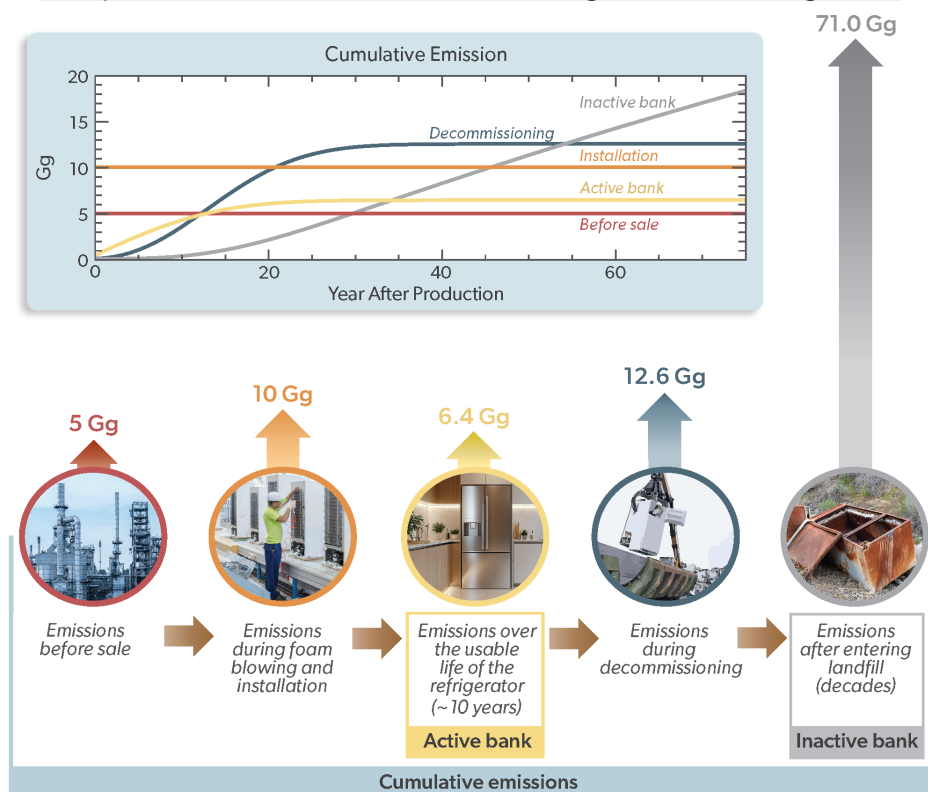 71.0 Gg
Cumulative Emission
20
15
10
5
0
Gg
Inactive bank
Decommissioning
Installation
Active bank
Before sale
0
20
40
60
Year After Production
5 Gg
10 Gg
6.4 Gg
12.6 Gg
Emissions
before sale
Emissions
during foam
blowing and
installation
Emissions over
the usable
life of the
refrigerator
(~10 years)
Active bank
Emissions
during
decommissioning
Emissions
after entering
landfill
(decades)
Inactive bank
Cumulative emissions